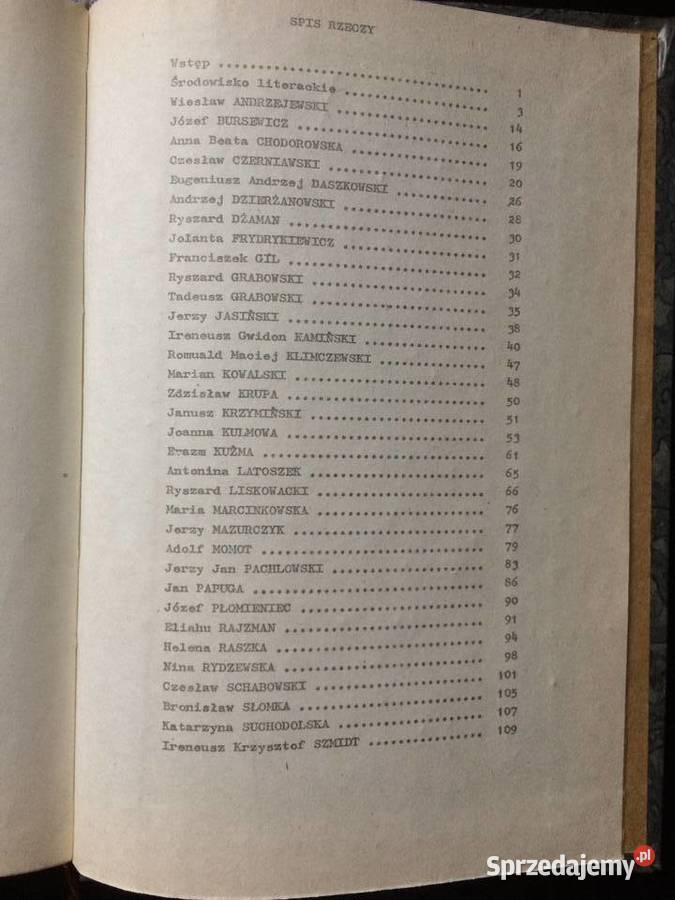 SPIS RZECZY
Wstęp ........................................ 1
Środowisko literackie ........................ 3
Wiesław ANDRZEJEWSKI ......................... 14
Józef BURSEWICZ .............................. 16
Anna Beata CHODOROWSKA ....................... 19
Czesław CZERNIAWSKI .......................... 20
Eugeniusz Andrzej DASZKOWSKI ................. 26
Andrzej DZIERŻANOWSKI ........................ 28
Ryszard DŻAMAN ............................... 30
Jolanta FRYDRYKIEWICZ ........................ 31
Franciszek GIL ............................... 32
Ryszard GRABOWSKI ............................ 34
Tadeusz GRABOWSKI ............................ 35
Jerzy JASIŃSKI ............................... 38
Ireneusz Gwidon KAMIŃSKI ..................... 40
Romuald Maciej KLIMCZEWSKI ................... 47
Marian KOWALSKI .............................. 48
Zdzisław KRUPA ............................... 50
Janusz KRZYMIŃSKI ............................ 51
Joanna KULMOWA ............................... 53
Erazm KUŹMA .................................. 61
Antonina LATOSZEK ............................ 65
Ryszard LISKOWACKI ........................... 66
Maria MARCINKOWSKA ........................... 76
Jerzy MAZURCZYK .............................. 77
Adolf MOMOT .................................. 79
Jerzy Jan PACHLOWSKI ......................... 83
Jan PAPUGA ................................... 86
Józef PŁOMIENIEC ............................. 90
Eliahu RAJZMAN ............................... 91
Helena RASZKA ................................ 94
Nina RYDZEWSKA ............................... 98
Czesław SCHABOWSKI ........................... 101
Bronisław SŁOMKA ............................. 105
Katarzyna SUCHODOLSKA ........................ 107
Ireneusz Krzysztof SZMIDT .................... 109
Sprzedajemy.pl